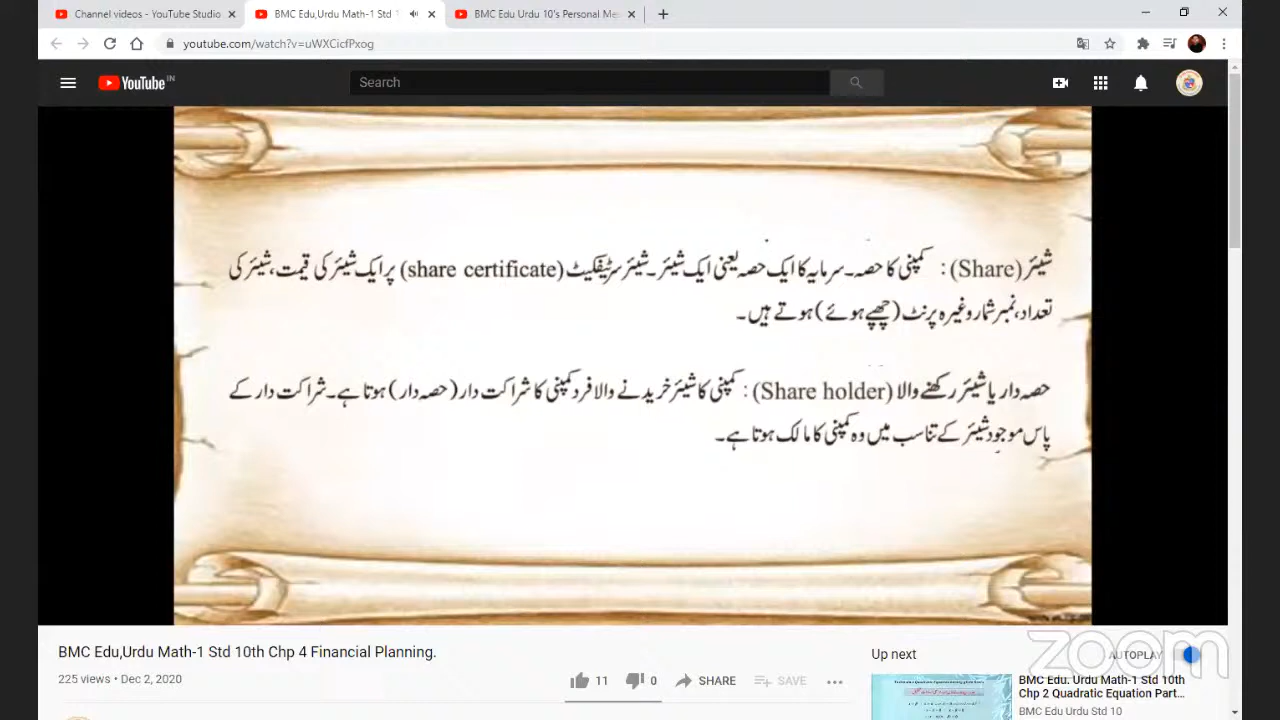 Channel videos - YouTube Studio
BMC Edu,Urdu Math-1 Std 1
BMC Edu Urdu 10's Personal Me
youtube.com/watch?v=uWXCicfPxog
YouTube IN
Search
شیئر (Share) : کمپنی کا حصہ۔ سرمایہ کا ایک حصہ یعنی ایک شیئر۔ شیئر سرٹیفکیٹ (share certificate) پر ایک شیئر کی قیمت، شیئر کی
تعداد، نمبر شمار وغیرہ پرنٹ (چھپے ہوئے) ہوتے ہیں۔
حصہ دار یا شیئر رکھنے والا (Share holder) : کمپنی کا شیئر خریدنے والا فرد کمپنی کا شراکت دار (حصہ دار) ہوتا ہے۔ شراکت دار کے
پاس موجود شیئر کے تناسب میں وہ کمپنی کا مالک ہوتا ہے۔
BMC Edu,Urdu Math-1 Std 10th Chp 4 Financial Planning.
225 views • Dec 2, 2020
11
0
SHARE
SAVE
Up next
AUTOPLAY
zoom
BMC Edu. Urdu Math-1 Std 10th
Chp 2 Quadratic Equation Part...
BMC Edu Urdu Std 10